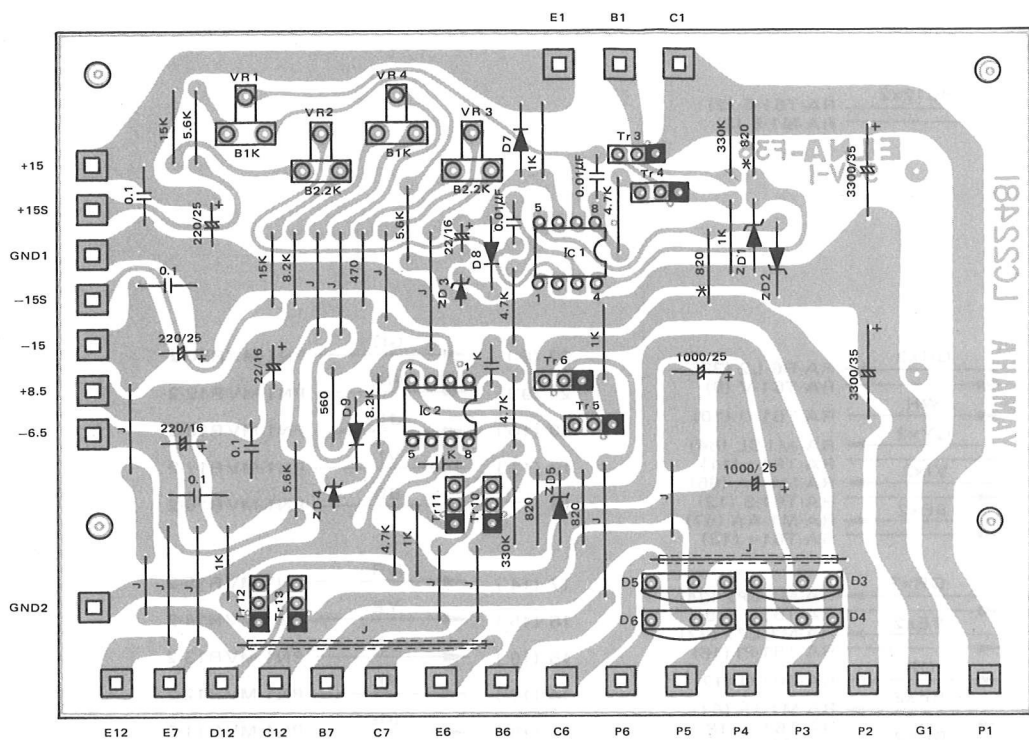 E1 B1 C1
VR1 VR4
VR2 VR3
15K 5.6K
B1K B1K
B2.2K B2.2K
D7 1K 0.01μF
Tr3 330K 820 *
Tr4
3300/35 +
ELNA-F3
S-V-1
LC22481
YAMAHA
+15
+15S
GND1
-15S
-15
+8.5
-6.5
GND2
0.1 220/25 +
5.6K 22/16 + 0.01μF 4.7K
5 8
IC1
1 4
15K 8.2K J J 470 J J
ZD3 D8 4.7K
820 * 1K ZD1 ZD2
0.1
220/25 +
22/16 +
1K
1000/25 +
3300/35 +
4 1
IC2
5 8
K
K
4.7K
Tr6
Tr5
J
220/16 +
0.1
0.1
560 D9 8.2K
5.6K ZD4
Tr11 Tr10
330K 820 ZD5 820
J J
1000/25 +
J J J 1K
4.7K 1K
J J
J
Tr12 Tr13
J
D5 D3
D6 D4
E12 E7 D12 C12 B7 C7 E6 B6 C6 P6 P5 P4 P3 P2 G1 P1